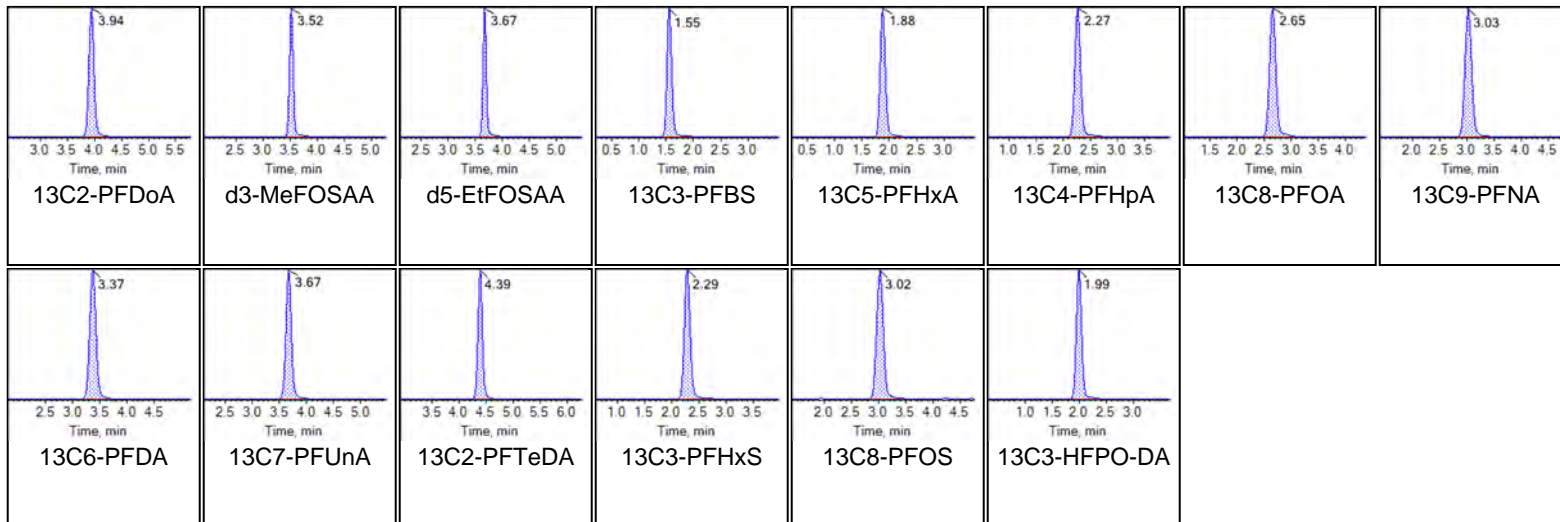 3.94
3.0 3.5 4.0 4.5 5.0 5.5
Time, min
13C2-PFDoA
3.52
2.5 3.0 3.5 4.0 4.5 5.0
Time, min
d3-MeFOSAA
3.67
2.5 3.0 3.5 4.0 4.5 5.0
Time, min
d5-EtFOSAA
1.55
0.5 1.0 1.5 2.0 2.5 3.0
Time, min
13C3-PFBS
1.88
0.5 1.0 1.5 2.0 2.5 3.0
Time, min
13C5-PFHxA
2.27
1.0 1.5 2.0 2.5 3.0 3.5
Time, min
13C4-PFHpA
2.65
1.5 2.0 2.5 3.0 3.5 4.0
Time, min
13C8-PFOA
3.03
2.0 2.5 3.0 3.5 4.0 4.5
Time, min
13C9-PFNA
3.37
2.5 3.0 3.5 4.0 4.5
Time, min
13C6-PFDA
3.67
2.5 3.0 3.5 4.0 4.5 5.0
Time, min
13C7-PFUnA
4.39
3.5 4.0 4.5 5.0 5.5 6.0
Time, min
13C2-PFTeDA
2.29
1.0 1.5 2.0 2.5 3.0 3.5
Time, min
13C3-PFHxS
3.02
2.0 2.5 3.0 3.5 4.0 4.5
Time, min
13C8-PFOS
1.99
1.0 1.5 2.0 2.5 3.0
Time, min
13C3-HFPO-DA